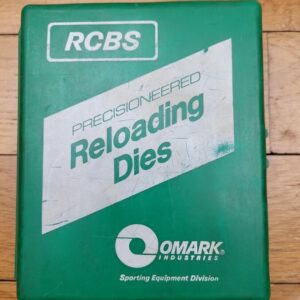 RCBS
PRECISIONEERED
Reloading
Dies
OMARK®
INDUSTRIES
Sporting Equipment Division